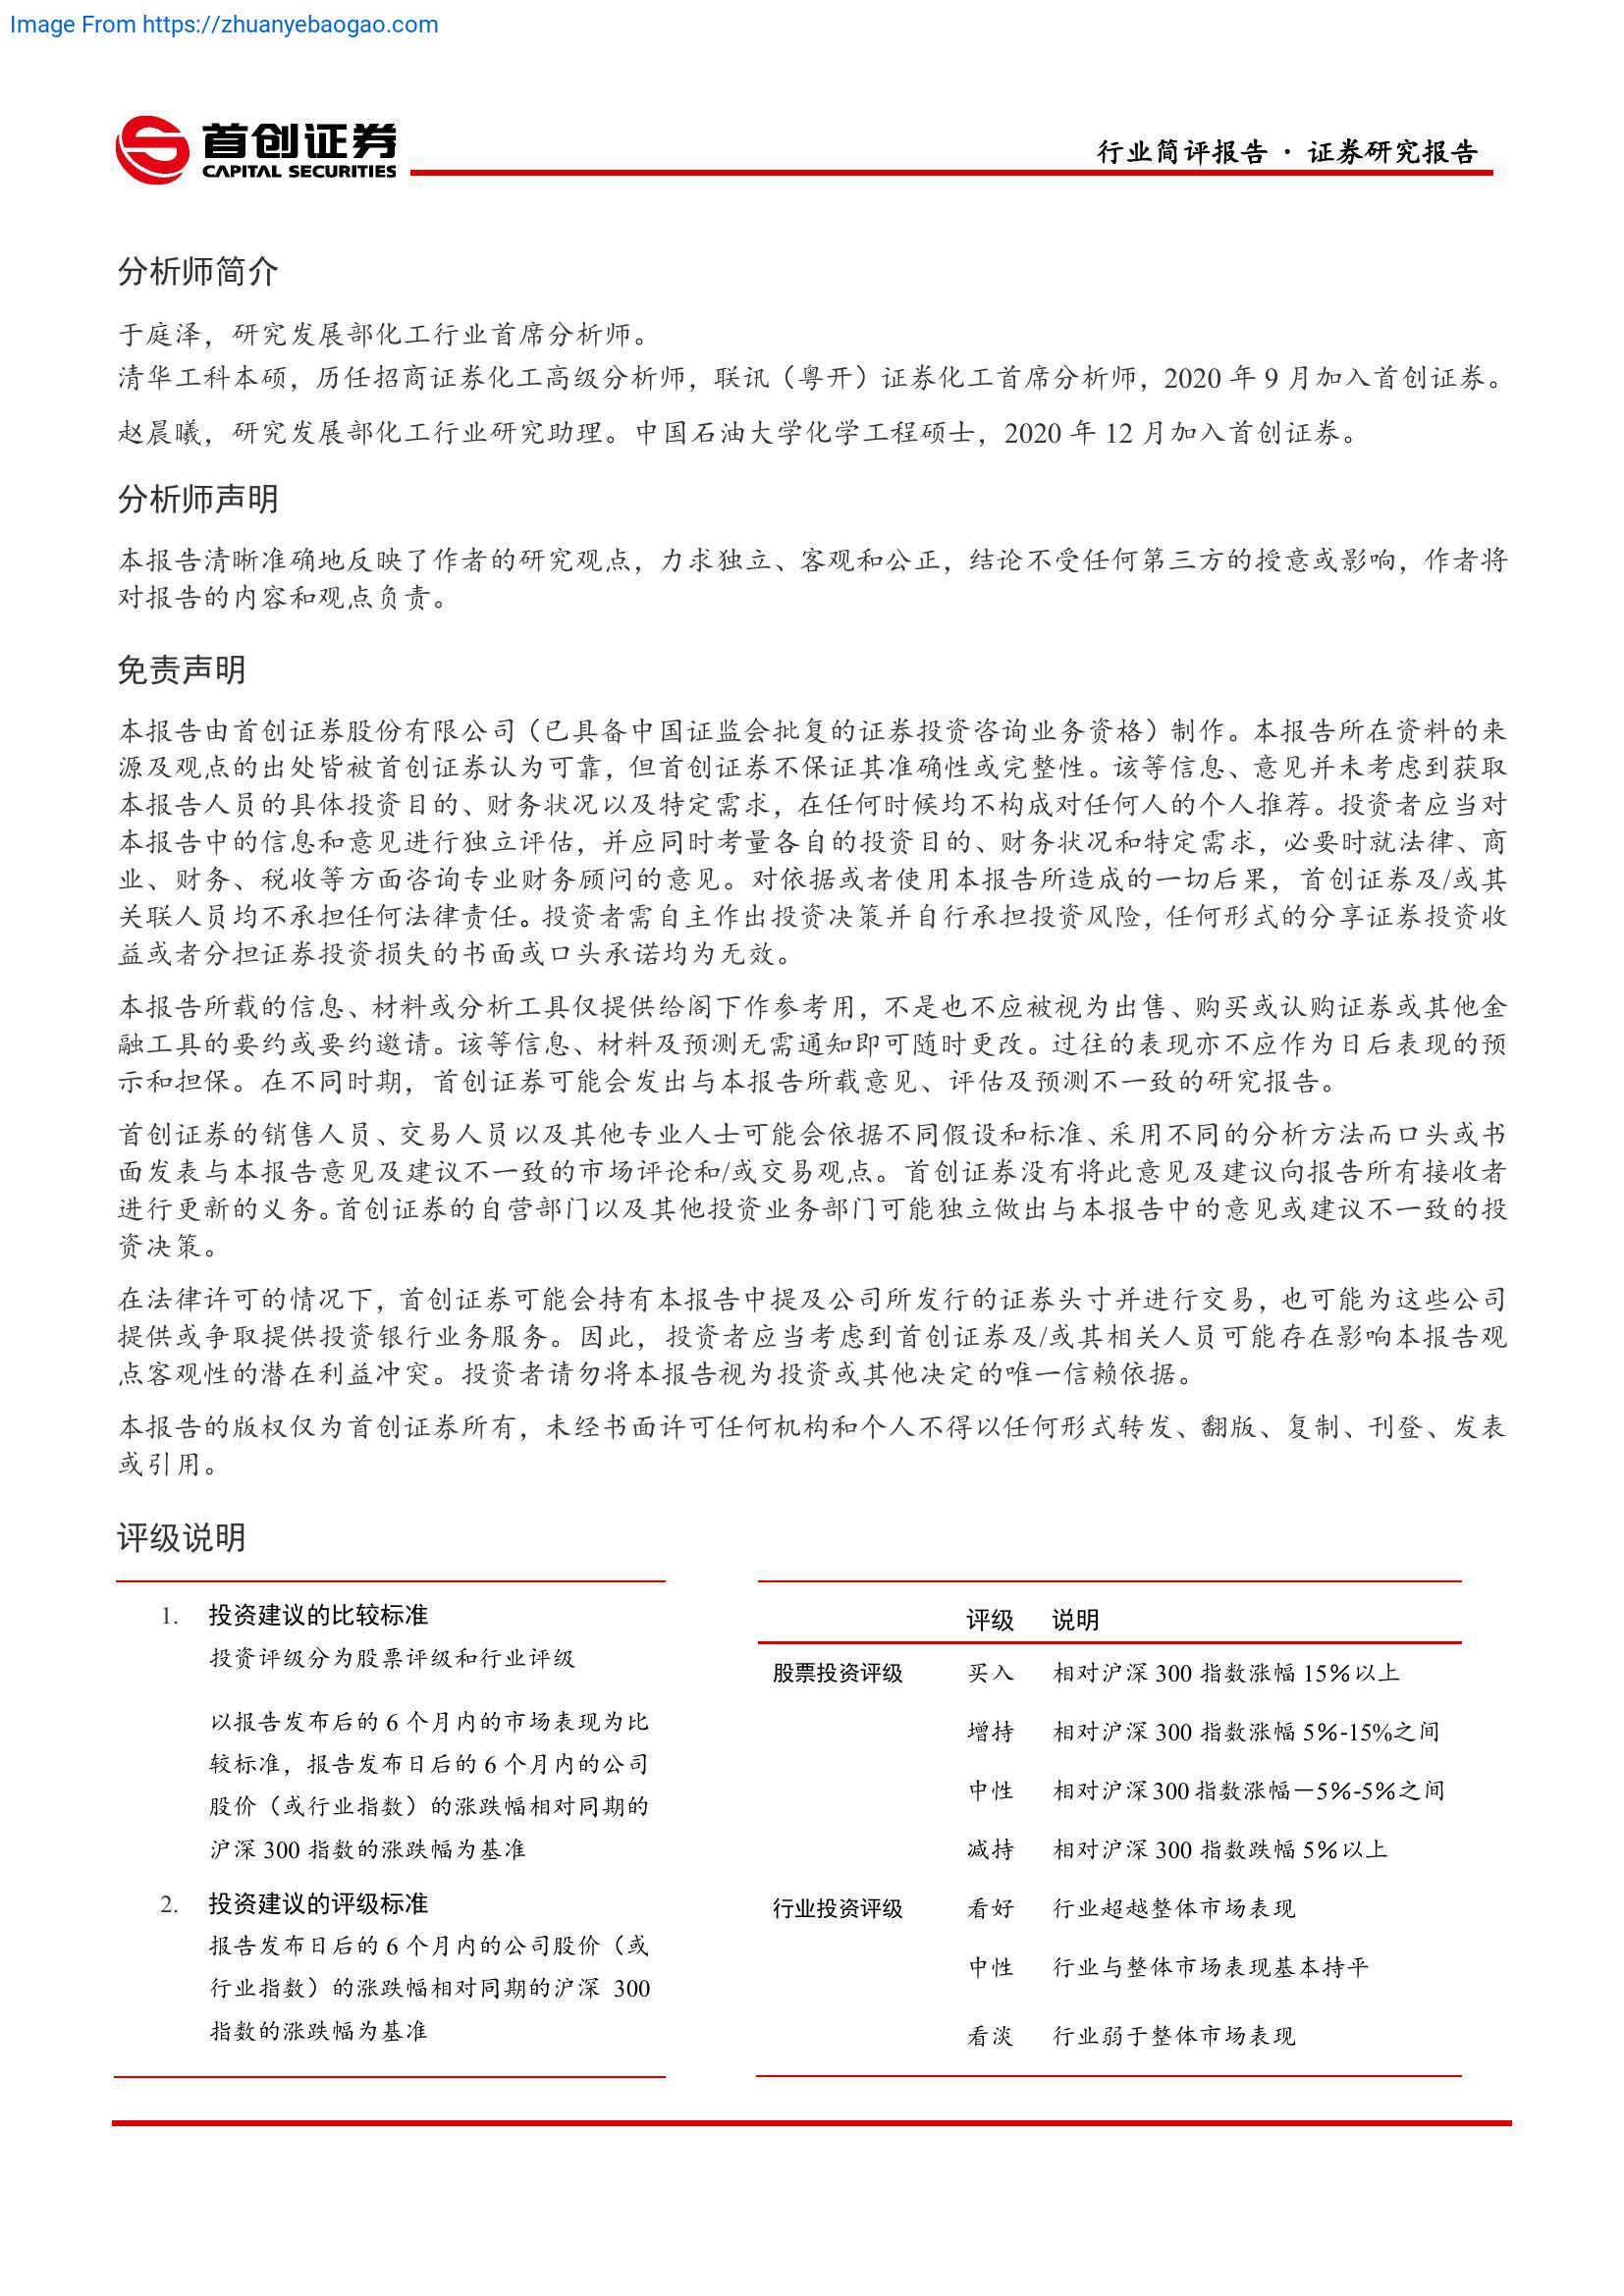 Image From https://zhuanyebaogao.com
首创证券
CAPITAL SECURITIES
行业简评报告 · 证券研究报告
分析师简介
于庭泽，研究发展部化工行业首席分析师。
清华工科本硕，历任招商证券化工高级分析师，联讯（粤开）证券化工首席分析师，2020 年 9 月加入首创证券。
赵晨曦，研究发展部化工行业研究助理。中国石油大学化学工程硕士，2020 年 12 月加入首创证券。
分析师声明
本报告清晰准确地反映了作者的研究观点，力求独立、客观和公正，结论不受任何第三方的授意或影响，作者将
对报告的内容和观点负责。
免责声明
本报告由首创证券股份有限公司（已具备中国证监会批复的证券投资咨询业务资格）制作。本报告所在资料的来
源及观点的出处皆被首创证券认为可靠，但首创证券不保证其准确性或完整性。该等信息、意见并未考虑到获取
本报告人员的具体投资目的、财务状况以及特定需求，在任何时候均不构成对任何人的个人推荐。投资者应当对
本报告中的信息和意见进行独立评估，并应同时考量各自的投资目的、财务状况和特定需求，必要时就法律、商
业、财务、税收等方面咨询专业财务顾问的意见。对依据或者使用本报告所造成的一切后果，首创证券及/或其
关联人员均不承担任何法律责任。投资者需自主作出投资决策并自行承担投资风险，任何形式的分享证券投资收
益或者分担证券投资损失的书面或口头承诺均为无效。
本报告所载的信息、材料或分析工具仅提供给阁下作参考用，不是也不应被视为出售、购买或认购证券或其他金
融工具的要约或要约邀请。该等信息、材料及预测无需通知即可随时更改。过往的表现亦不应作为日后表现的预
示和担保。在不同时期，首创证券可能会发出与本报告所载意见、评估及预测不一致的研究报告。
首创证券的销售人员、交易人员以及其他专业人士可能会依据不同假设和标准、采用不同的分析方法而口头或书
面发表与本报告意见及建议不一致的市场评论和/或交易观点。首创证券没有将此意见及建议向报告所有接收者
进行更新的义务。首创证券的自营部门以及其他投资业务部门可能独立做出与本报告中的意见或建议不一致的投
资决策。
在法律许可的情况下，首创证券可能会持有本报告中提及公司所发行的证券头寸并进行交易，也可能为这些公司
提供或争取提供投资银行业务服务。因此，投资者应当考虑到首创证券及/或其相关人员可能存在影响本报告观
点客观性的潜在利益冲突。投资者请勿将本报告视为投资或其他决定的唯一信赖依据。
本报告的版权仅为首创证券所有，未经书面许可任何机构和个人不得以任何形式转发、翻版、复制、刊登、发表
或引用。
评级说明
1. 投资建议的比较标准
投资评级分为股票评级和行业评级
以报告发布后的 6 个月内的市场表现为比
较标准，报告发布日后的 6 个月内的公司
股价（或行业指数）的涨跌幅相对同期的
沪深 300 指数的涨跌幅为基准
2. 投资建议的评级标准
报告发布日后的 6 个月内的公司股价（或
行业指数）的涨跌幅相对同期的沪深 300
指数的涨跌幅为基准
评级 说明
股票投资评级 买入 相对沪深 300 指数涨幅 15％以上
增持 相对沪深 300 指数涨幅 5％-15%之间
中性 相对沪深 300 指数涨幅－5％-5％之间
减持 相对沪深 300 指数跌幅 5％以上
行业投资评级 看好 行业超越整体市场表现
中性 行业与整体市场表现基本持平
看淡 行业弱于整体市场表现